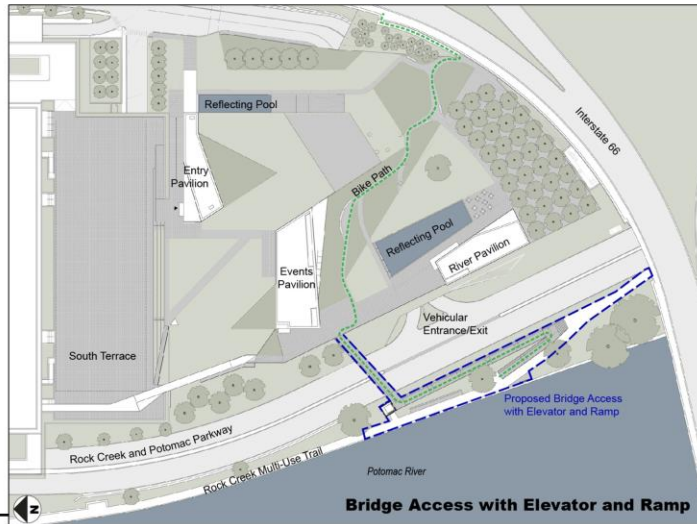 Reflecting Pool
Interstate 66
Entry
Pavilion
Bike Path
Reflecting Pool
River Pavilion
Events
Pavilion
Vehicular
Entrance/Exit
South Terrace
Proposed Bridge Access
with Elevator and Ramp
Rock Creek and Potomac Parkway
Rock Creek Multi-Use Trail
Potomac River
N
Bridge Access with Elevator and Ramp